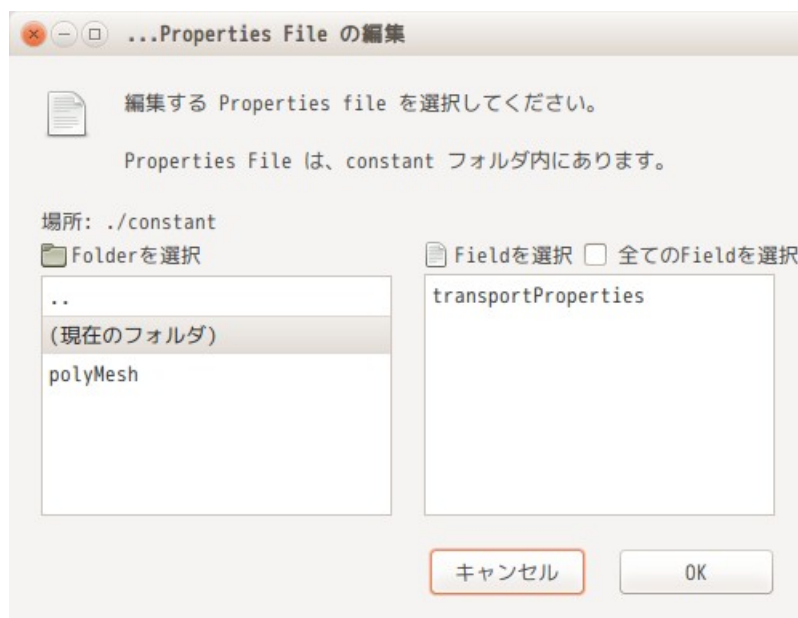 ...Properties File の編集
編集する Properties file を選択してください。
Properties File は、constant フォルダ内にあります。
場所: ./constant
Folderを選択
Fieldを選択 全てのFieldを選択
..
(現在のフォルダ)
polyMesh
transportProperties
キャンセル
OK